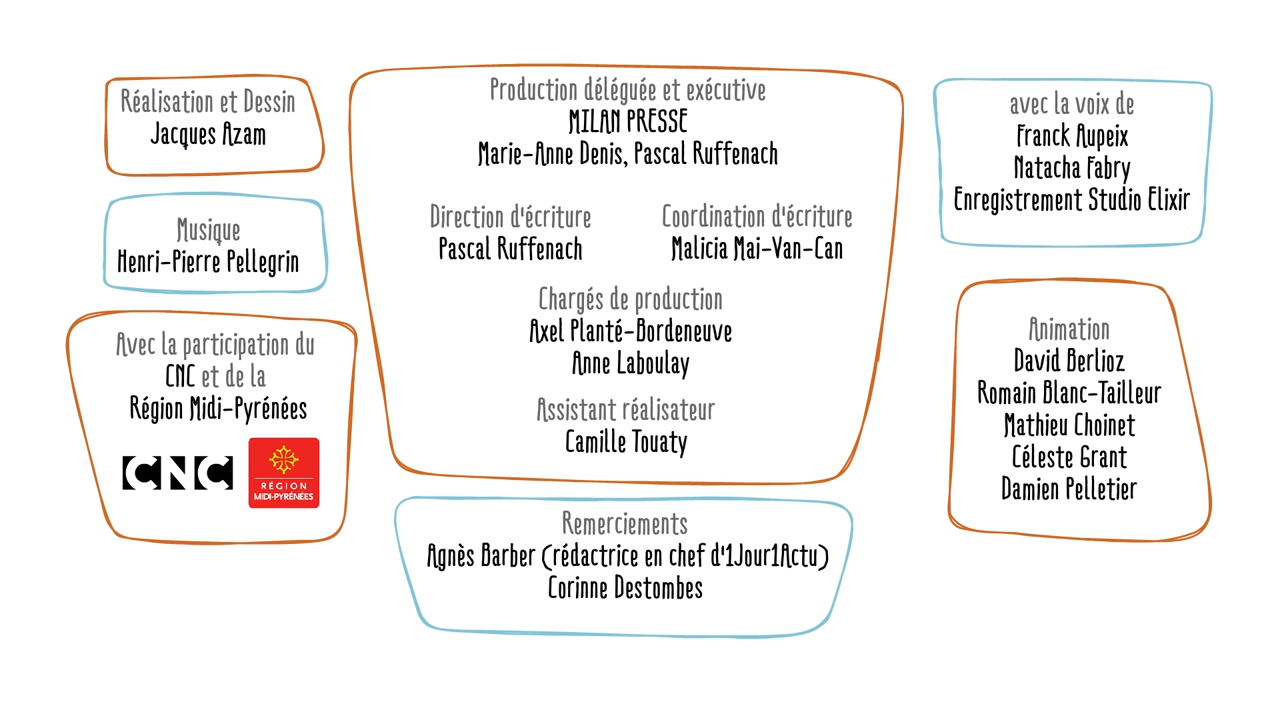 Réalisation et Dessin
Jacques Azam
Musique
Henri-Pierre Pellegrin
Avec la participation du
CNC et de la
Région Midi-Pyrénées
CNC
RÉGION
MIDI-PYRÉNÉES
Production déléguée et exécutive
MILAN PRESSE
Marie-Anne Denis, Pascal Ruffenach
Direction d'écriture
Pascal Ruffenach
Coordination d'écriture
Malicia Mai-Van-Can
Chargés de production
Axel Planté-Bordeneuve
Anne Laboulay
Assistant réalisateur
Camille Touaty
Remerciements
Agnès Barber (rédactrice en chef d'1Jour1Actu)
Corinne Destombes
avec la voix de
Franck Aupeix
Natacha Fabry
Enregistrement Studio Elixir
Animation
David Berlioz
Romain Blanc-Tailleur
Mathieu Choinet
Céleste Grant
Damien Pelletier